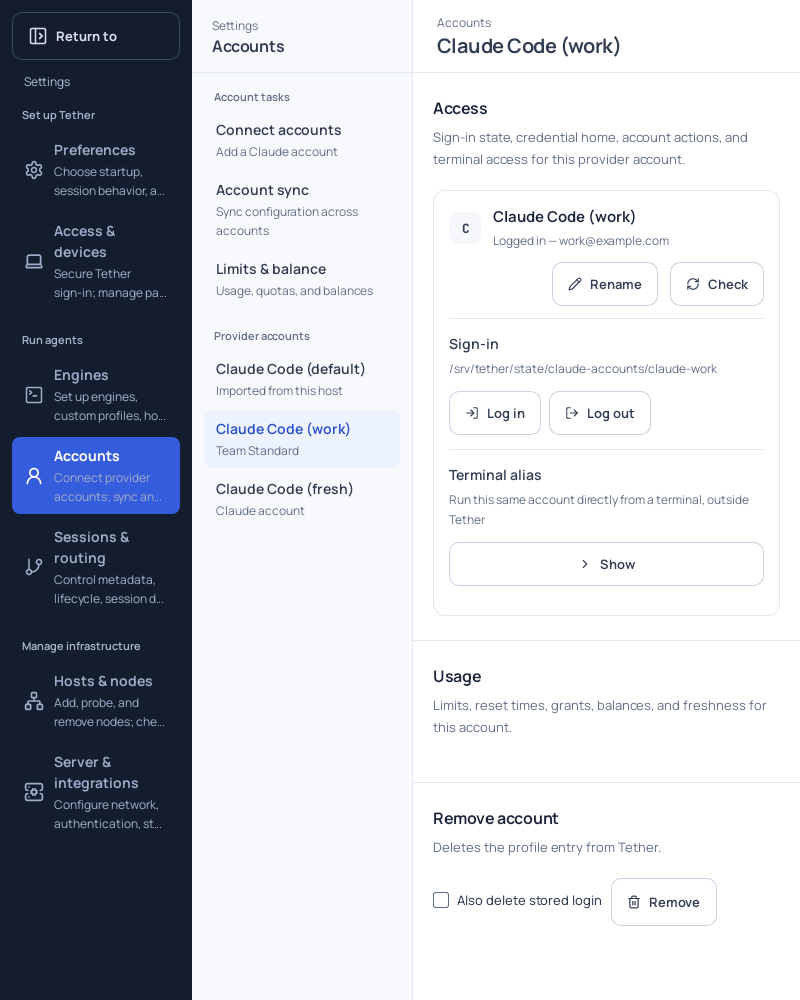 Return to
Settings
Set up Tether
Preferences
Choose startup,
session behavior, a...
Access &
devices
Secure Tether
sign-in; manage pa...
Run agents
Engines
Set up engines,
custom profiles, ho...
Accounts
Connect provider
accounts; sync an...
Sessions &
routing
Control metadata,
lifecycle, session d...
Manage infrastructure
Hosts & nodes
Add, probe, and
remove nodes; che...
Server &
integrations
Configure network,
authentication, st...
Settings
Accounts
Account tasks
Connect accounts
Add a Claude account
Account sync
Sync configuration across
accounts
Limits & balance
Usage, quotas, and balances
Provider accounts
Claude Code (default)
Imported from this host
Claude Code (work)
Team Standard
Claude Code (fresh)
Claude account
Accounts
Claude Code (work)
Access
Sign-in state, credential home, account actions, and
terminal access for this provider account.
C
Claude Code (work)
Logged in — work@example.com
Rename
Check
Sign-in
/srv/tether/state/claude-accounts/claude-work
Log in
Log out
Terminal alias
Run this same account directly from a terminal, outside
Tether
Show
Usage
Limits, reset times, grants, balances, and freshness for
this account.
Remove account
Deletes the profile entry from Tether.
Also delete stored login
Remove